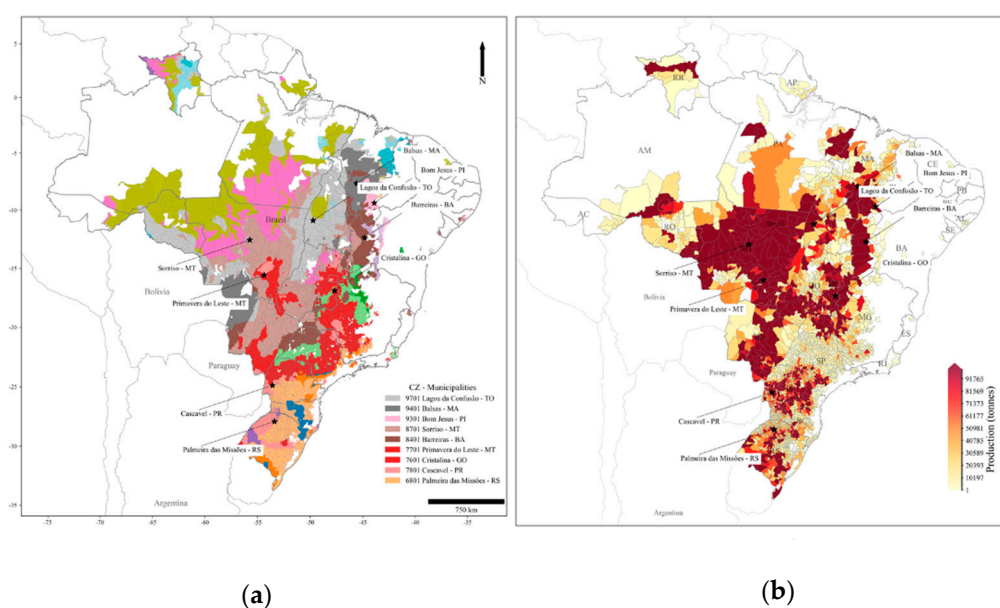 5
0
-5
-10
-15
-20
-25
-30
-35
-75
-70
-65
-60
-55
-50
-45
-40
-35
N
Balsas - MA
Bom Jesus - PI
Lagoa da Confusão - TO
Barreiras - BA
Brazil
Cristalina - GO
Sorriso - MT
Bolivia
Primavera do Leste - MT
Paraguay
Cascavel - PR
Palmeira das Missões - RS
Argentina
CZ - Municipalities
9701 Lagoa da Confusão - TO
9401 Balsas - MA
9301 Bom Jesus - PI
8701 Sorriso - MT
8401 Barreiras - BA
7701 Primavera do Leste - MT
7601 Cristalina - GO
7801 Cascavel - PR
6801 Palmeira das Missões - RS
750 km
(a)
RR
AP
AM
PA
MA
Balsas - MA
CE
Bom Jesus - PI
Lagoa da Confusão - TO
PB
AL
SE
AC
RO
Barreiras - BA
BA
Cristalina - GO
Sorriso - MT
Bolivia
GO
Primavera do Leste - MT
MG
ES
SP
RJ
Paraguay
Cascavel - PR
Palmeira das Missões - RS
Argentina
91765
81569
71373
61177
50981
40785
30589
20393
10197
1
Production (tonnes)
(b)